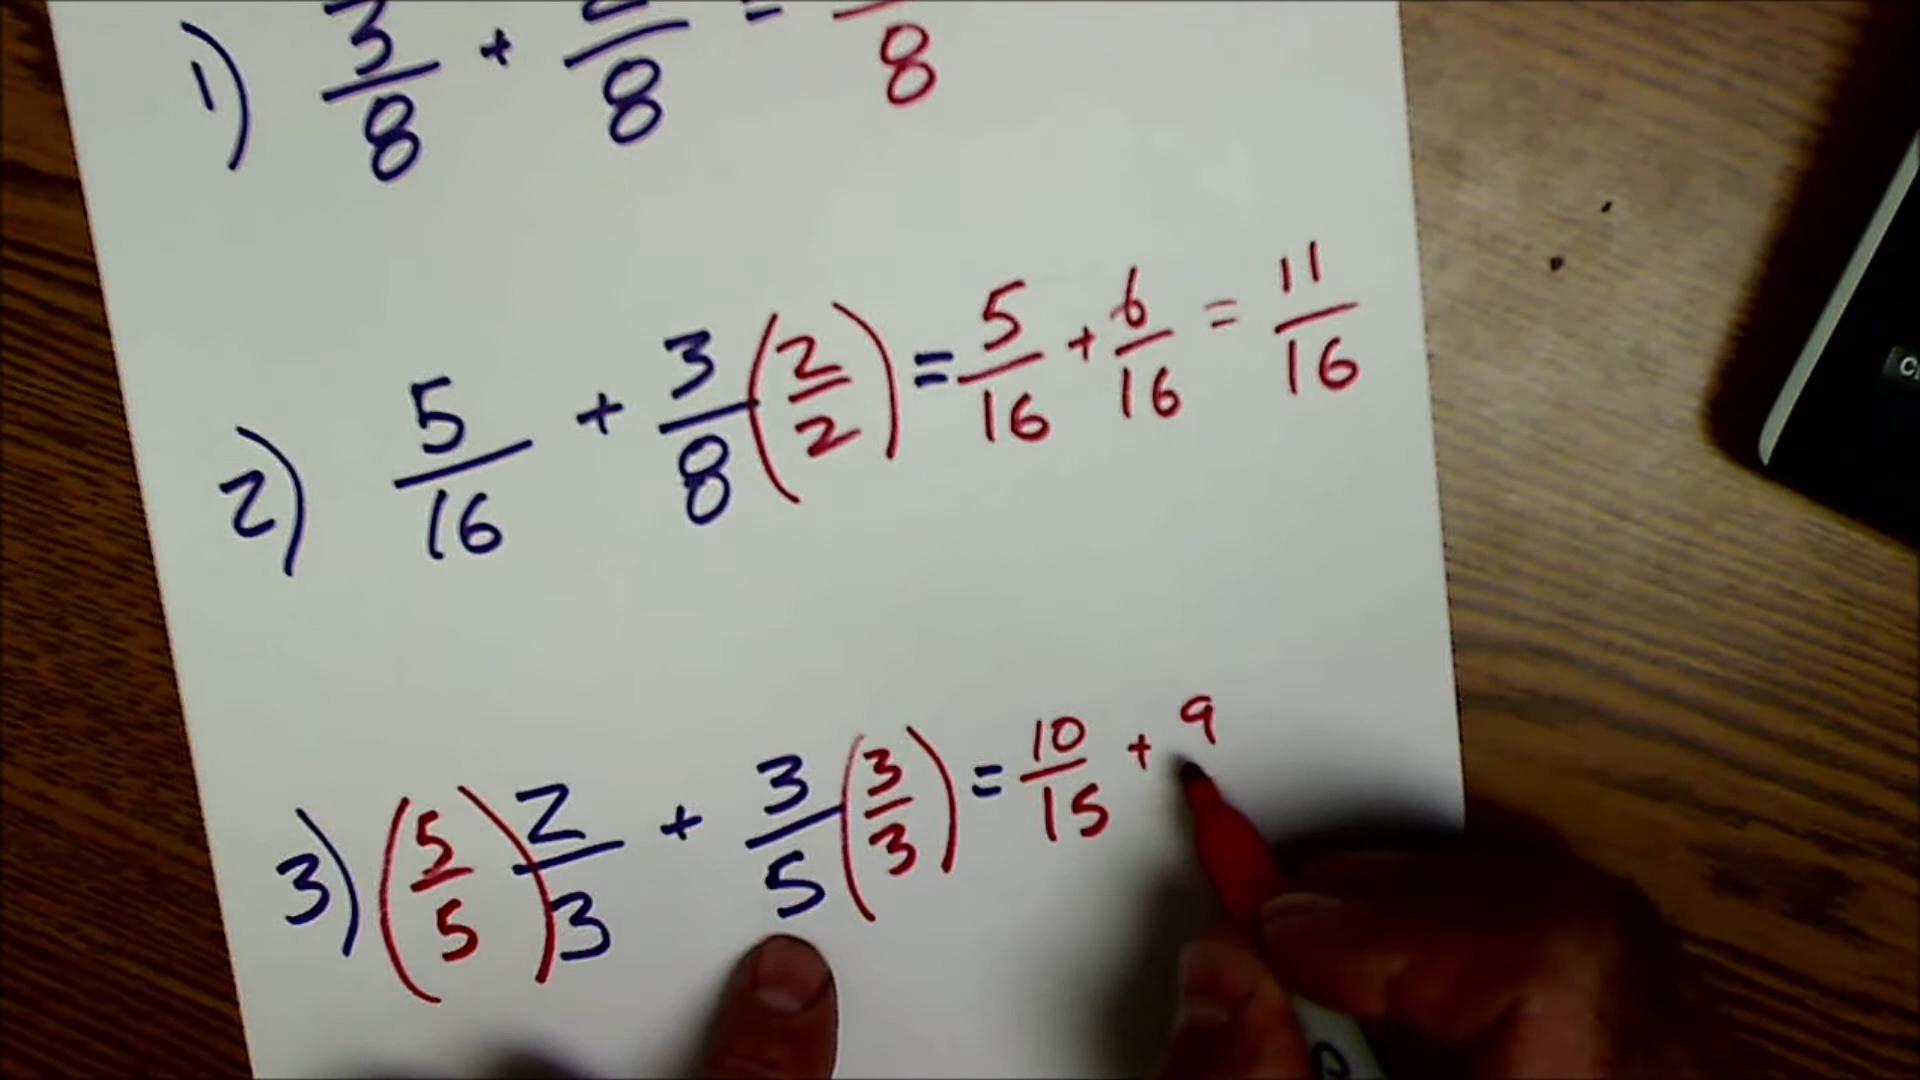 1) 3/8 + 2/8 = /8
2) 5/16 + 3/8 (2/2) = 5/16 + 6/16 = 11/16
3) (5/5) 2/3 + 3/5 (3/3) = 10/15 + 9